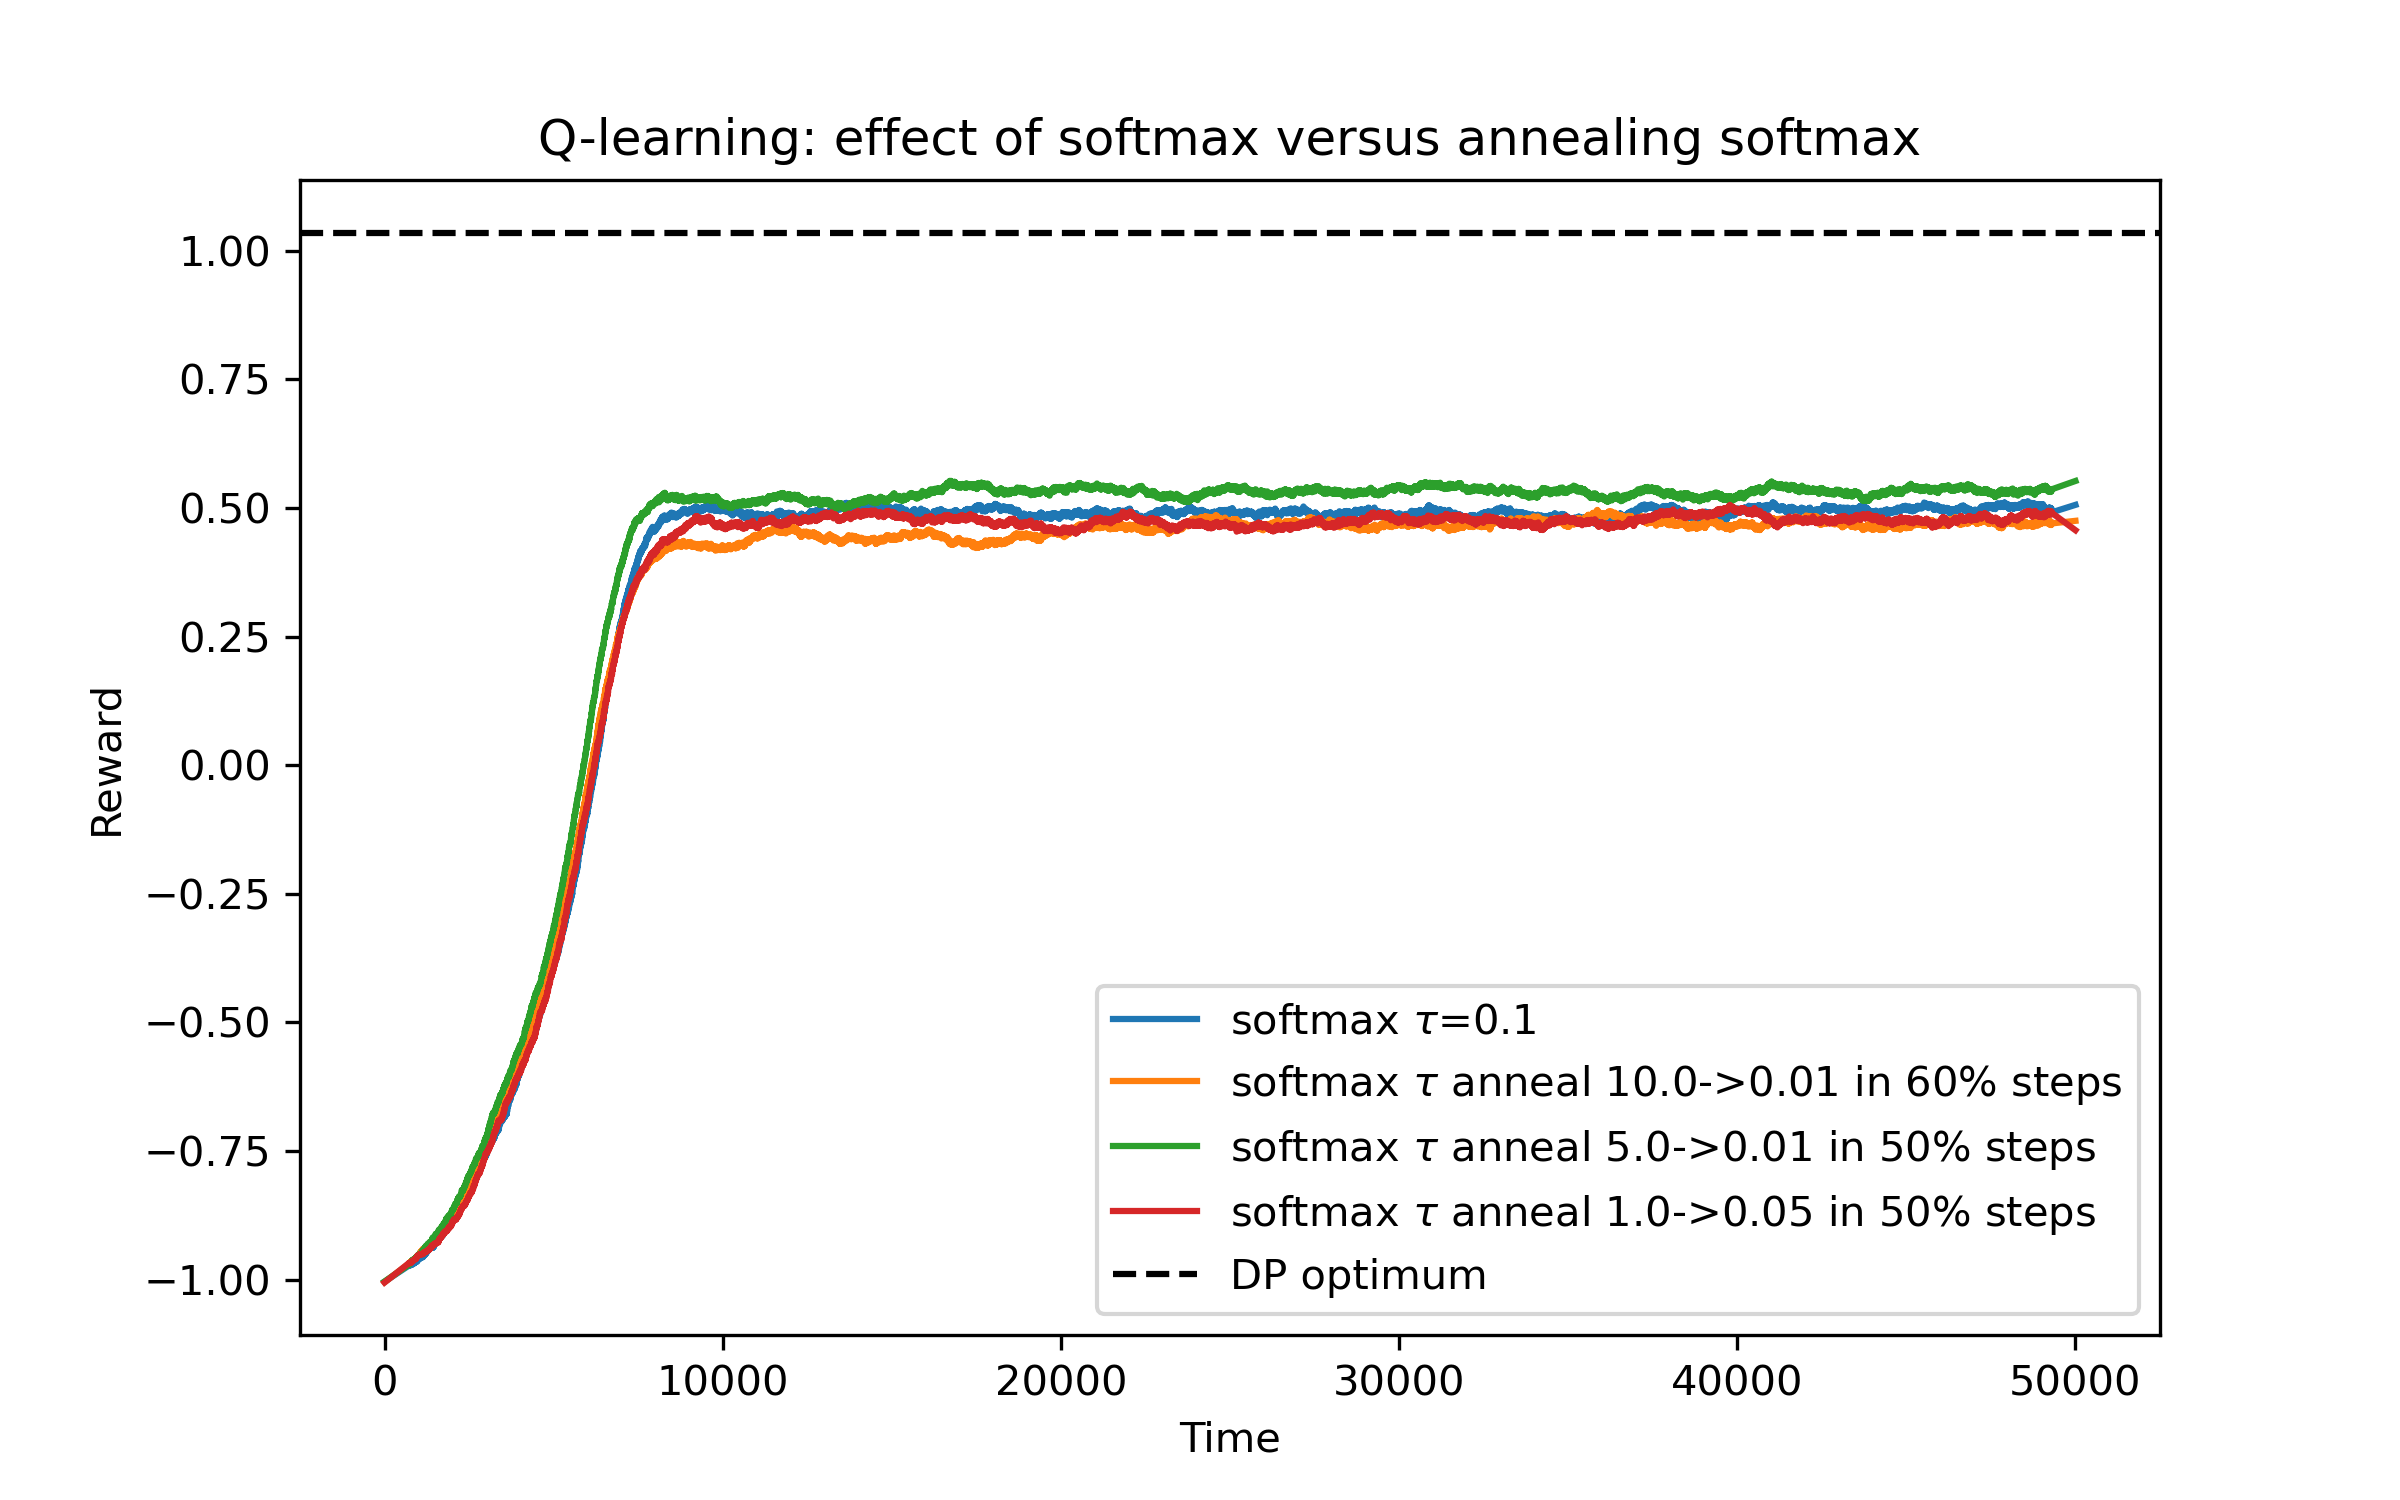 Q-learning: effect of softmax versus annealing softmax
1.00
0.75
0.50
0.25
0.00
−0.25
−0.50
−0.75
−1.00
Reward
softmax τ=0.1
softmax τ anneal 10.0->0.01 in 60% steps
softmax τ anneal 5.0->0.01 in 50% steps
softmax τ anneal 1.0->0.05 in 50% steps
DP optimum
0 10000 20000 30000 40000 50000
Time